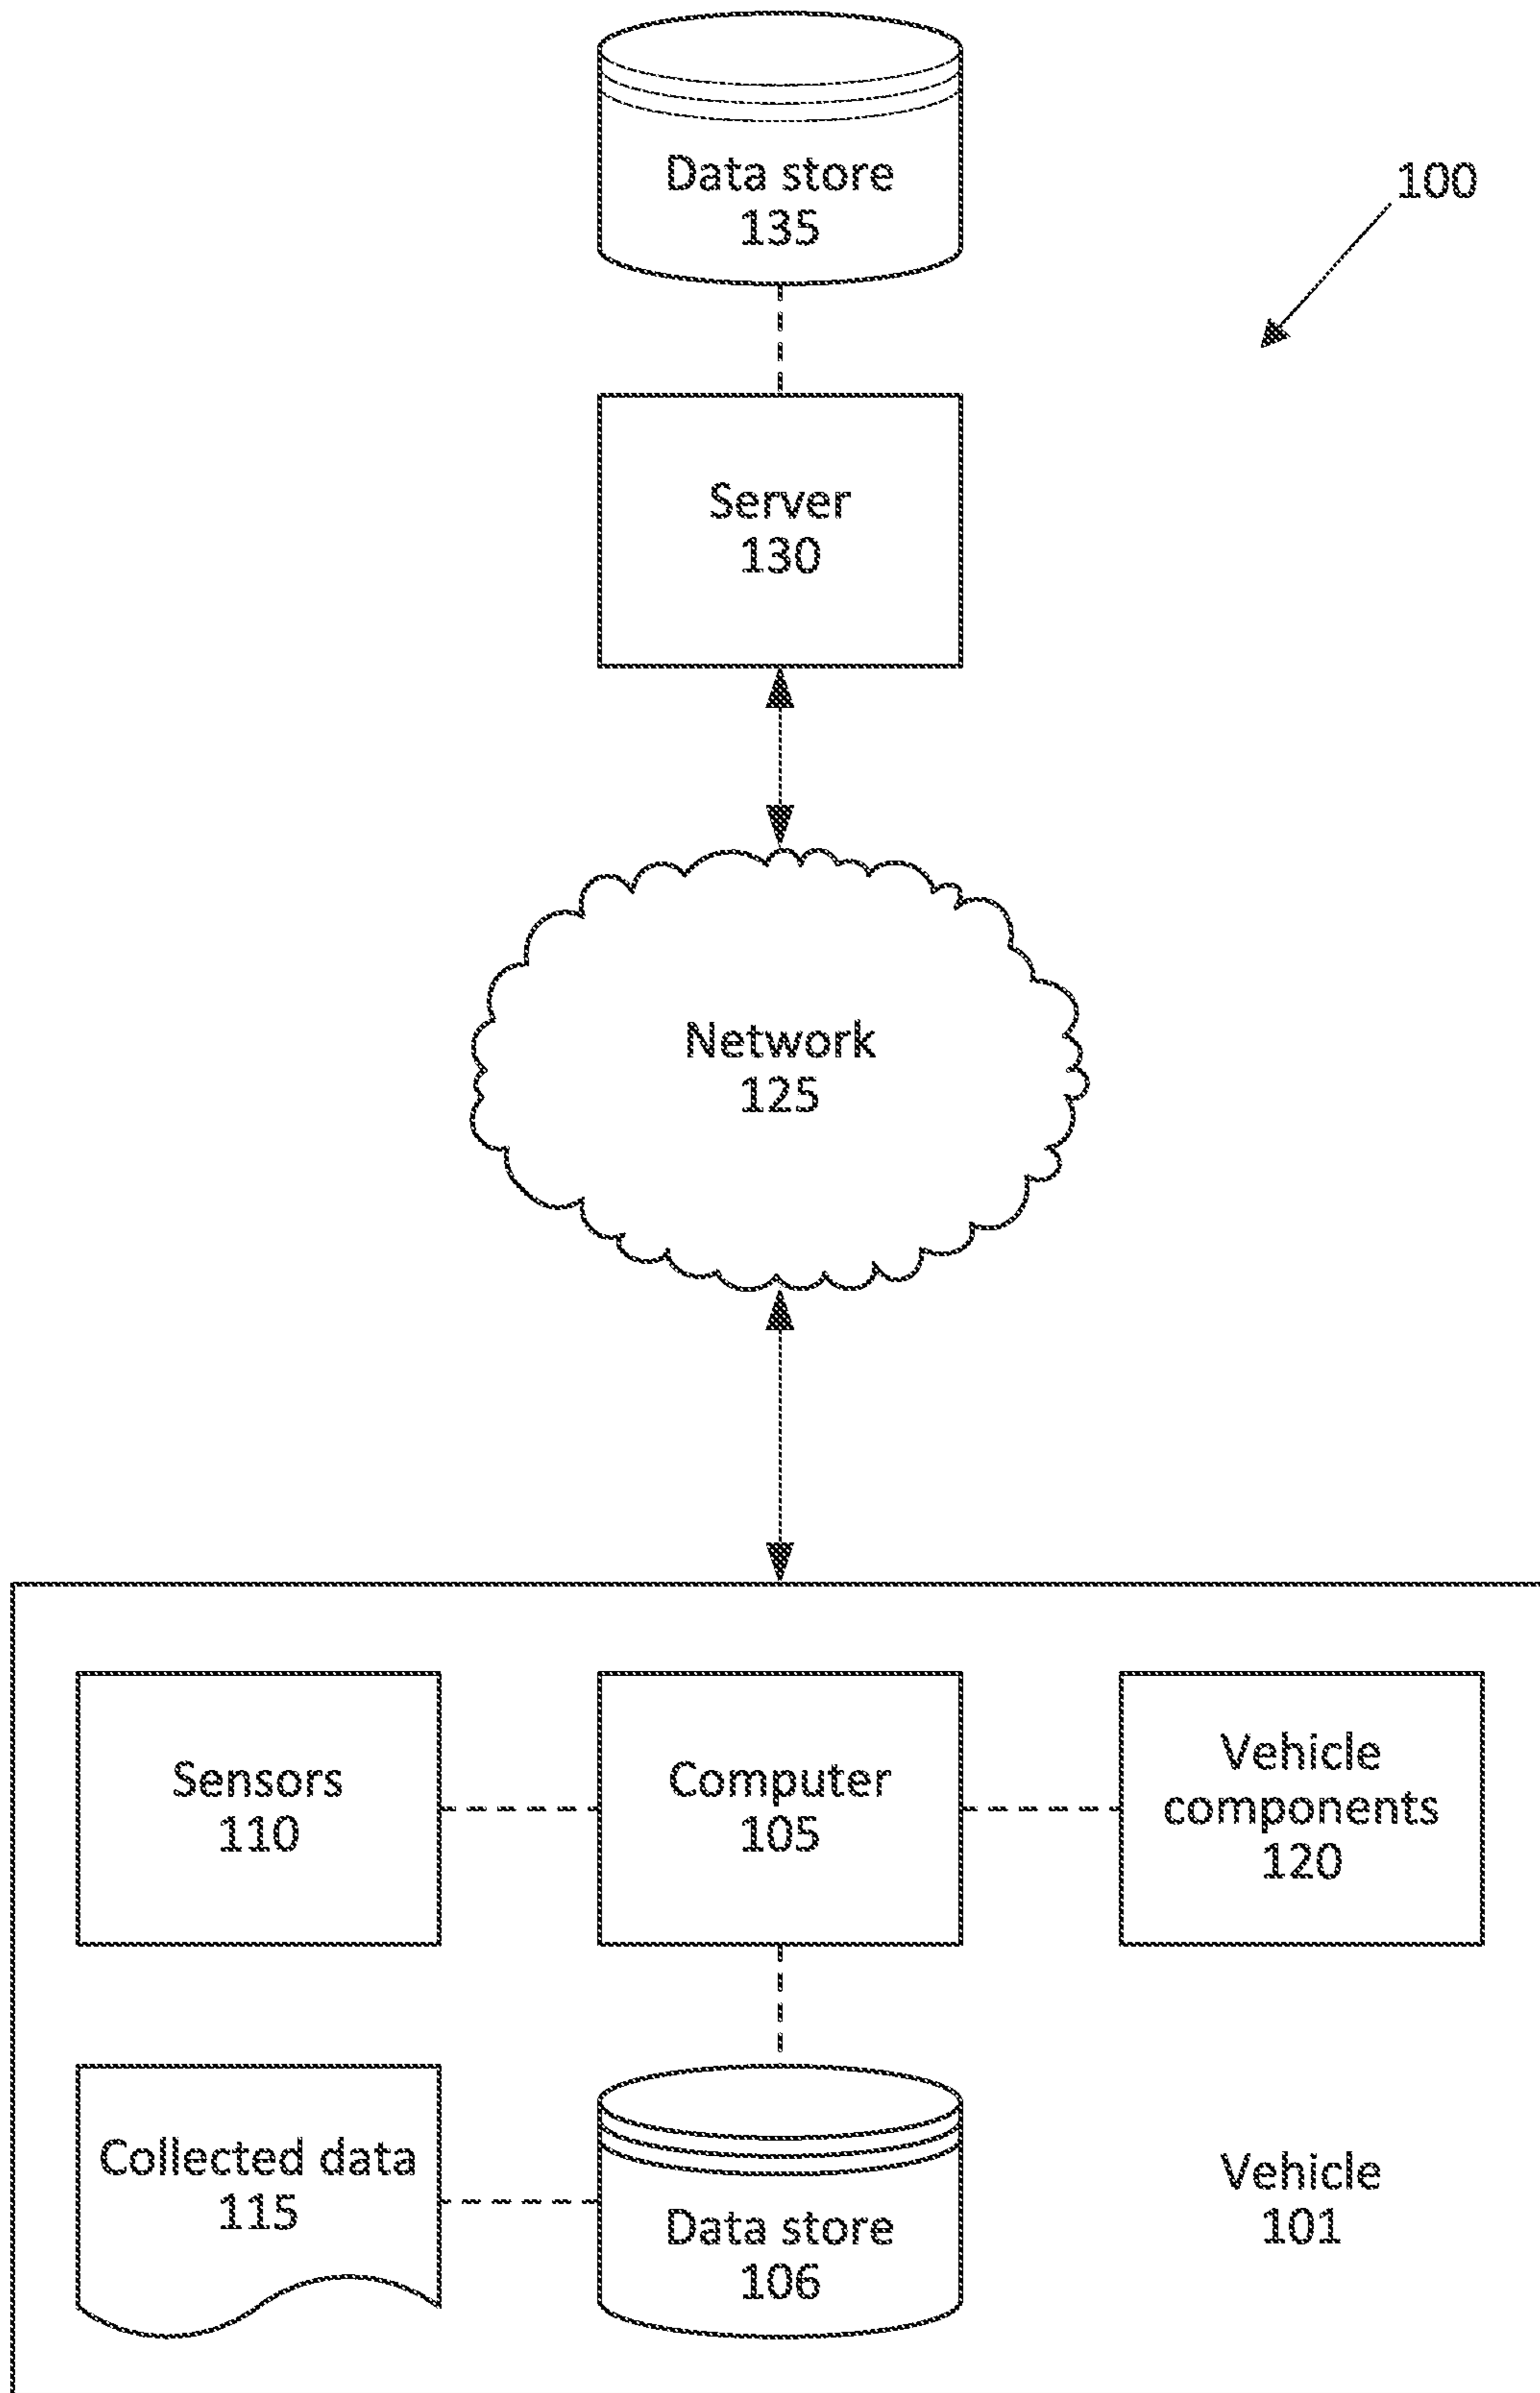 Data store
135
100
Server
130
Network
125
Sensors
110
Computer
105
Vehicle
components
120
Collected data
115
Data store
106
Vehicle
101